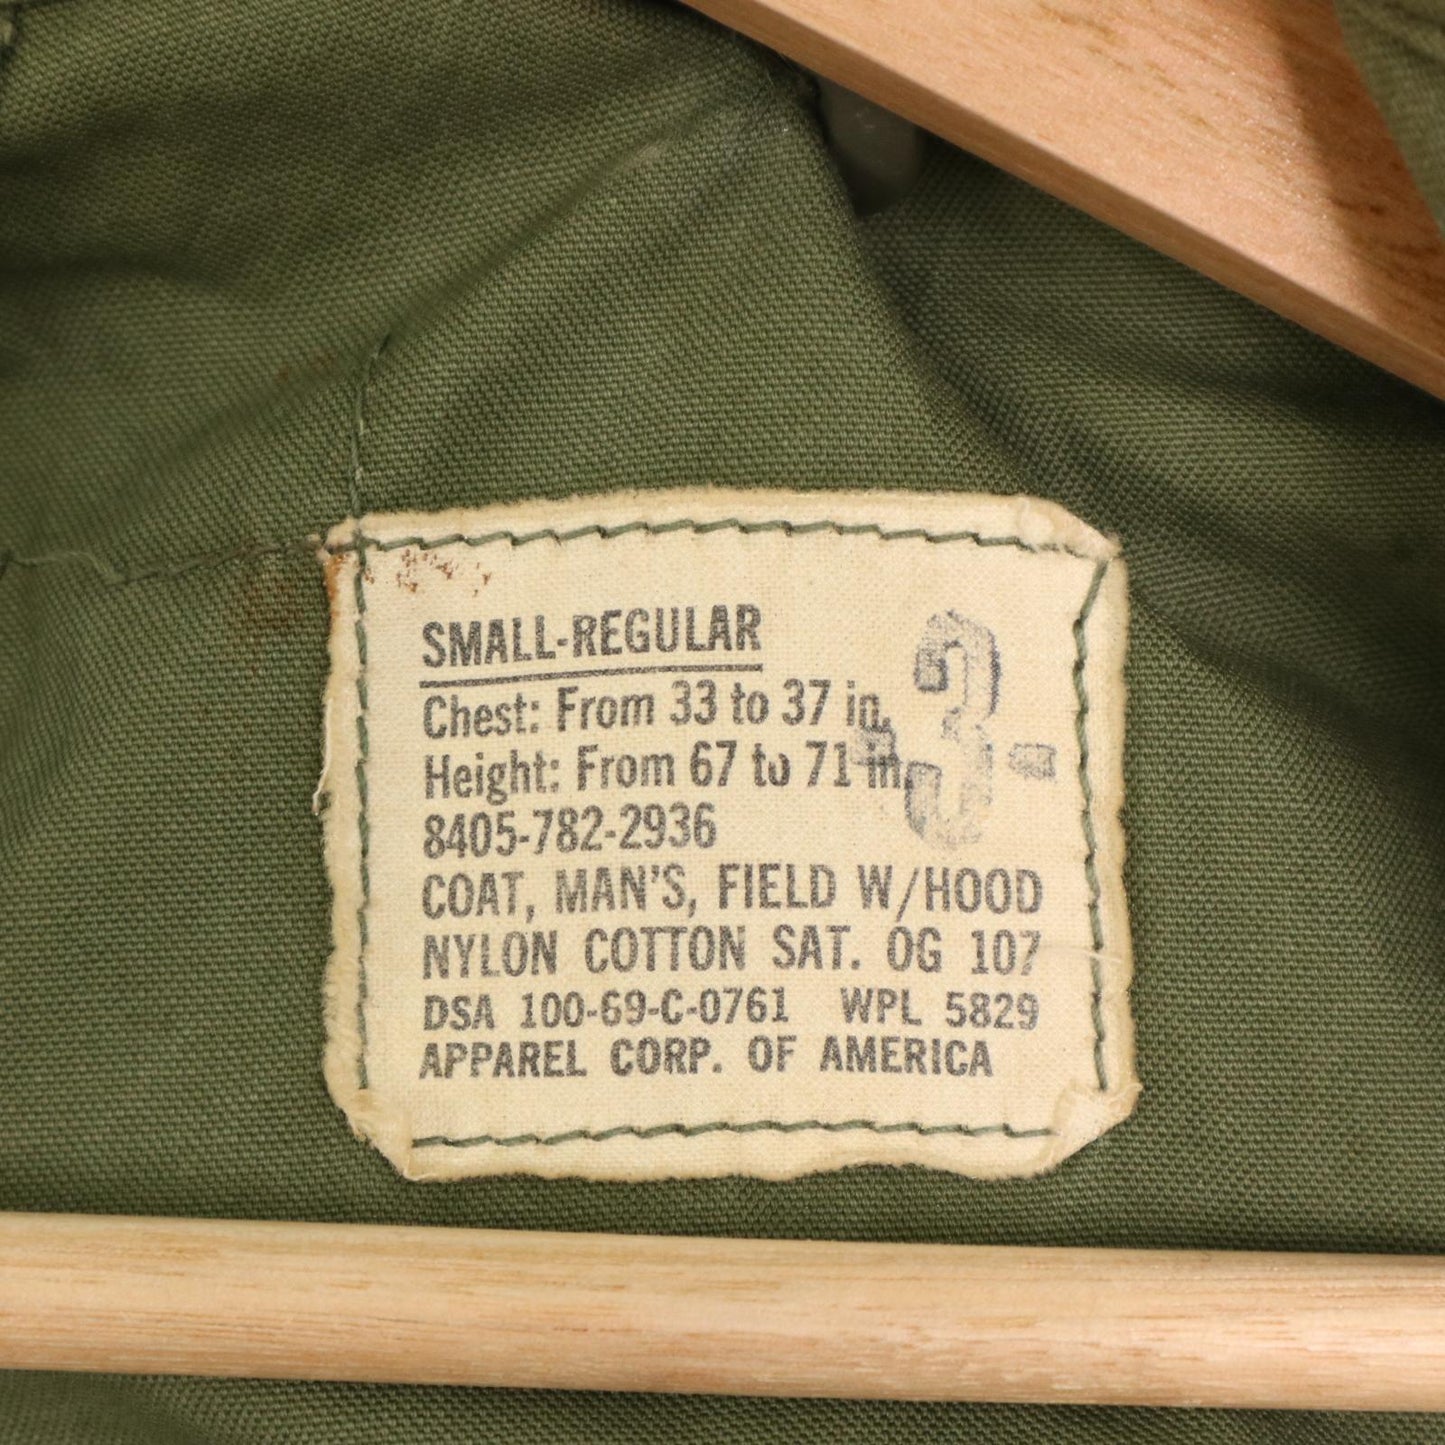 SMALL-REGULAR
Chest: From 33 to 37 in.
Height: From 67 to 71 in.
-3-
8405-782-2936
COAT, MAN'S, FIELD W/HOOD
NYLON COTTON SAT. OG 107
DSA 100-69-C-0761 WPL 5829
APPAREL CORP. OF AMERICA